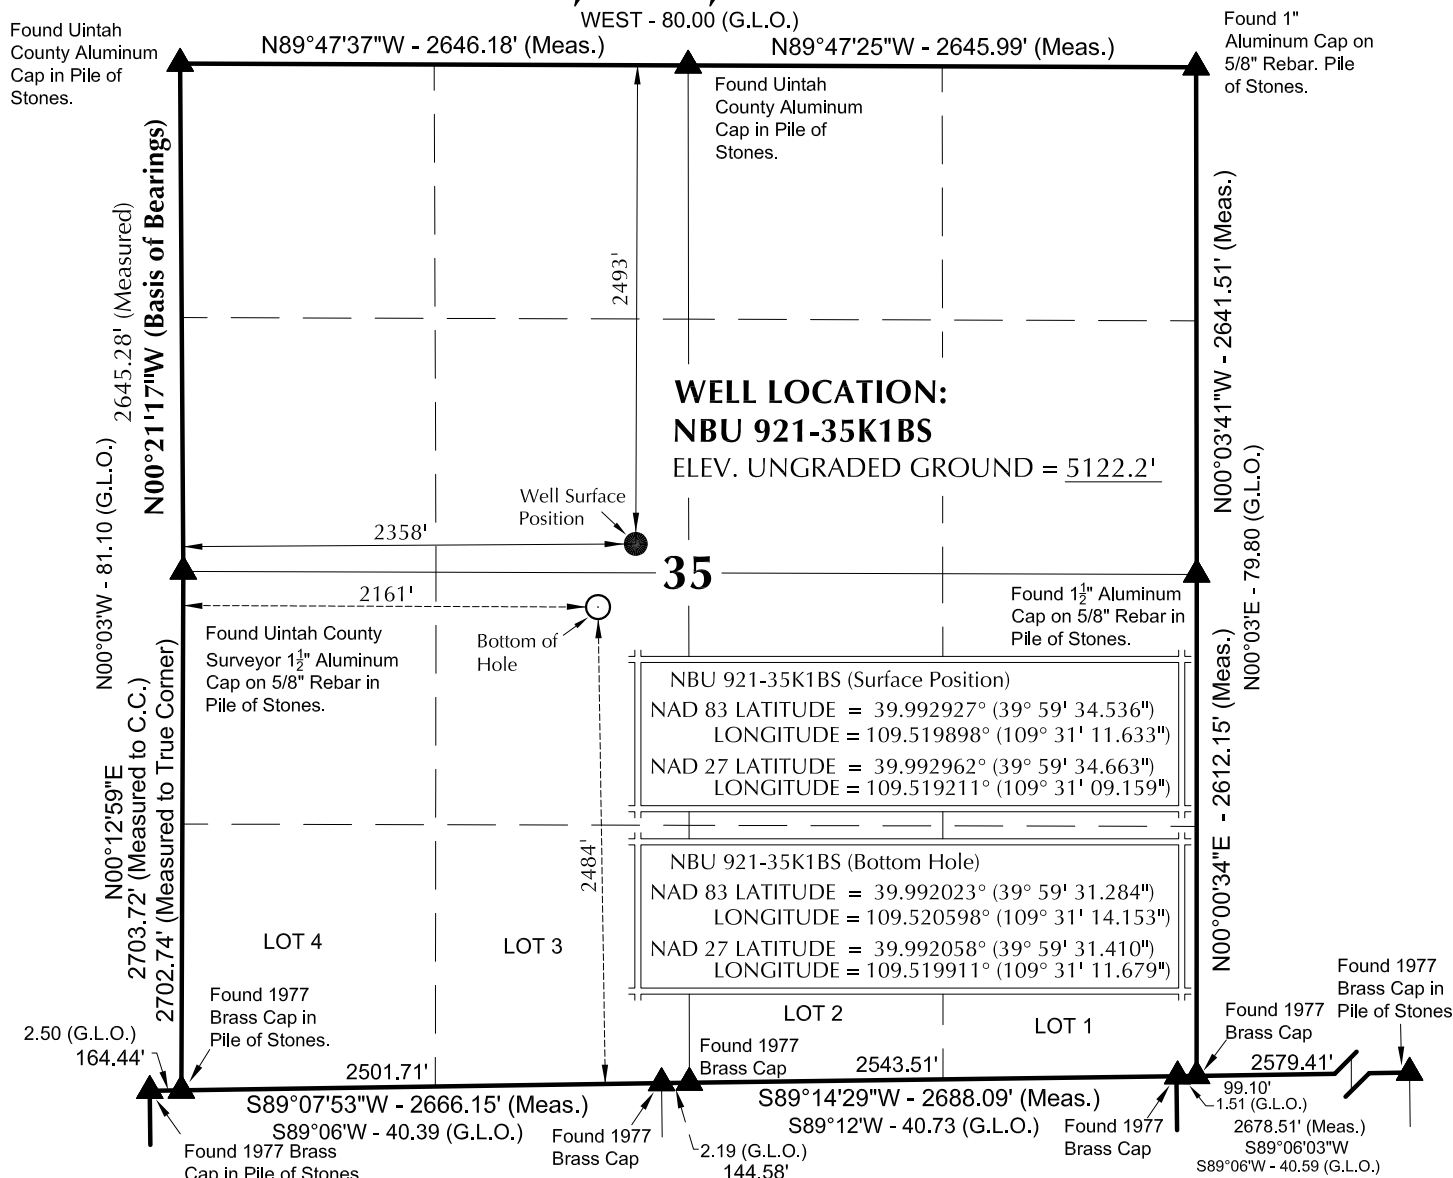 WEST - 80.00 (G.L.O.)
N89°47'37"W - 2646.18' (Meas.)
N89°47'25"W - 2645.99' (Meas.)
Found Uintah
County Aluminum
Cap in Pile of
Stones.
Found 1"
Aluminum Cap on
5/8" Rebar. Pile
of Stones.
Found Uintah
County Aluminum
Cap in Pile of
Stones.
N00°21'17"W (Basis of Bearings)
2645.28' (Measured)
N00°03'W - 81.10 (G.L.O.)
2493'
N00°03'41"W - 2641.51' (Meas.)
N00°03'E - 79.80 (G.L.O.)
WELL LOCATION:
NBU 921-35K1BS
ELEV. UNGRADED GROUND = 5122.2'
Well Surface
Position
2358'
35
2161'
Bottom of
Hole
Found Uintah County
Surveyor 1½" Aluminum
Cap on 5/8" Rebar in
Pile of Stones.
Found 1½" Aluminum
Cap on 5/8" Rebar in
Pile of Stones.
NBU 921-35K1BS (Surface Position)
NAD 83 LATITUDE = 39.992927° (39° 59' 34.536")
LONGITUDE = 109.519898° (109° 31' 11.633")
NAD 27 LATITUDE = 39.992962° (39° 59' 34.663")
LONGITUDE = 109.519211° (109° 31' 09.159")
NBU 921-35K1BS (Bottom Hole)
NAD 83 LATITUDE = 39.992023° (39° 59' 31.284")
LONGITUDE = 109.520598° (109° 31' 14.153")
NAD 27 LATITUDE = 39.992058° (39° 59' 31.410")
LONGITUDE = 109.519911° (109° 31' 11.679")
N00°12'59"E
2703.72' (Measured to C.C.)
2702.74' (Measured to True Corner)
2484'
N00°00'34"E - 2612.15' (Meas.)
LOT 4
LOT 3
LOT 2
LOT 1
Found 1977
Brass Cap in
Pile of Stones.
2.50 (G.L.O.)
164.44'
Found 1977
Brass Cap
Found 1977
Brass Cap
Found 1977
Brass Cap in
Pile of Stones
2501.71'
2543.51'
2579.41'
S89°07'53"W - 2666.15' (Meas.)
S89°06'W - 40.39 (G.L.O.)
S89°14'29"W - 2688.09' (Meas.)
S89°12'W - 40.73 (G.L.O.)
99.10'
1.51 (G.L.O.)
2678.51' (Meas.)
S89°06'03"W
S89°06'W - 40.59 (G.L.O.)
Found 1977 Brass
Cap in Pile of Stones
Found 1977
Brass Cap
2.19 (G.L.O.)
144.58'
Found 1977
Brass Cap